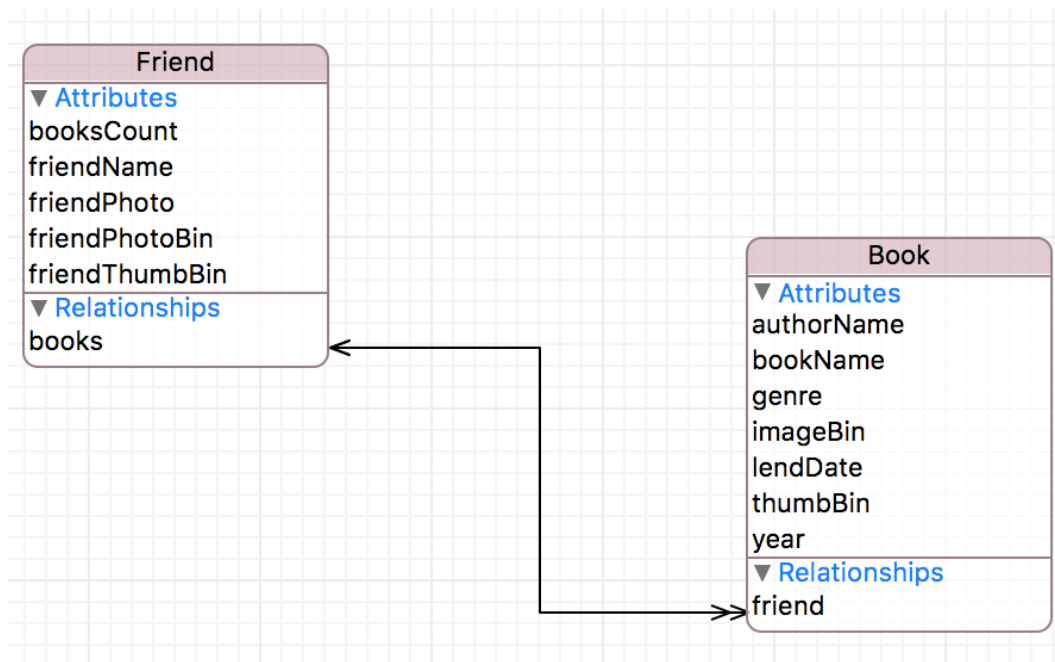 Friend
Attributes
booksCount
friendName
friendPhoto
friendPhotoBin
friendThumbBin
Relationships
books
Book
Attributes
authorName
bookName
genre
imageBin
lendDate
thumbBin
year
Relationships
friend